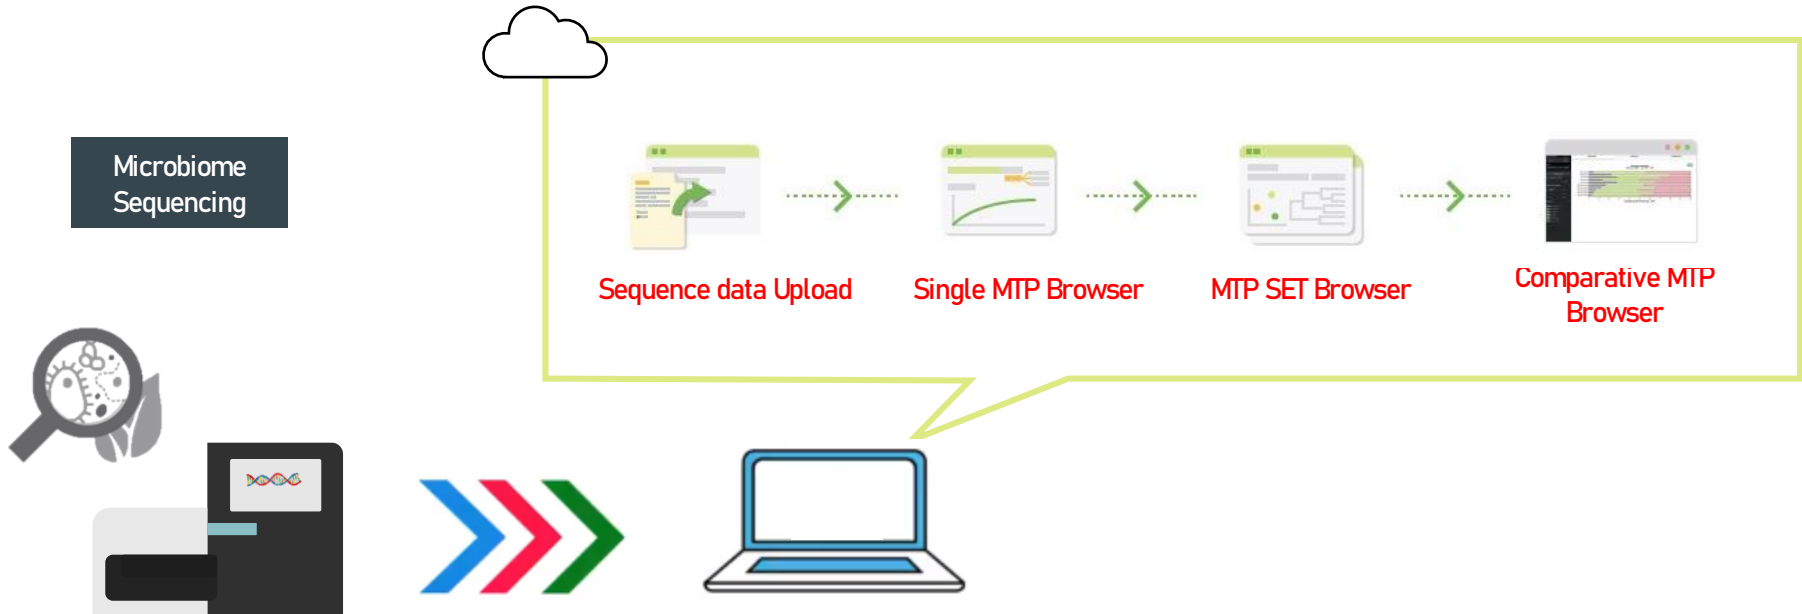 Microbiome
Sequencing
Sequence data Upload
Single MTP Browser
MTP SET Browser
Comparative MTP
Browser